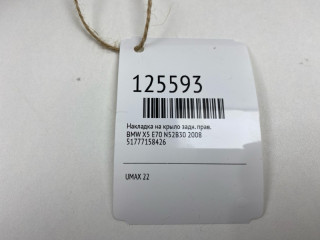 125593
Накладка на крыло задн. прав.
BMW X5 E70 N52B30 2008
51777158426
UMAX 22